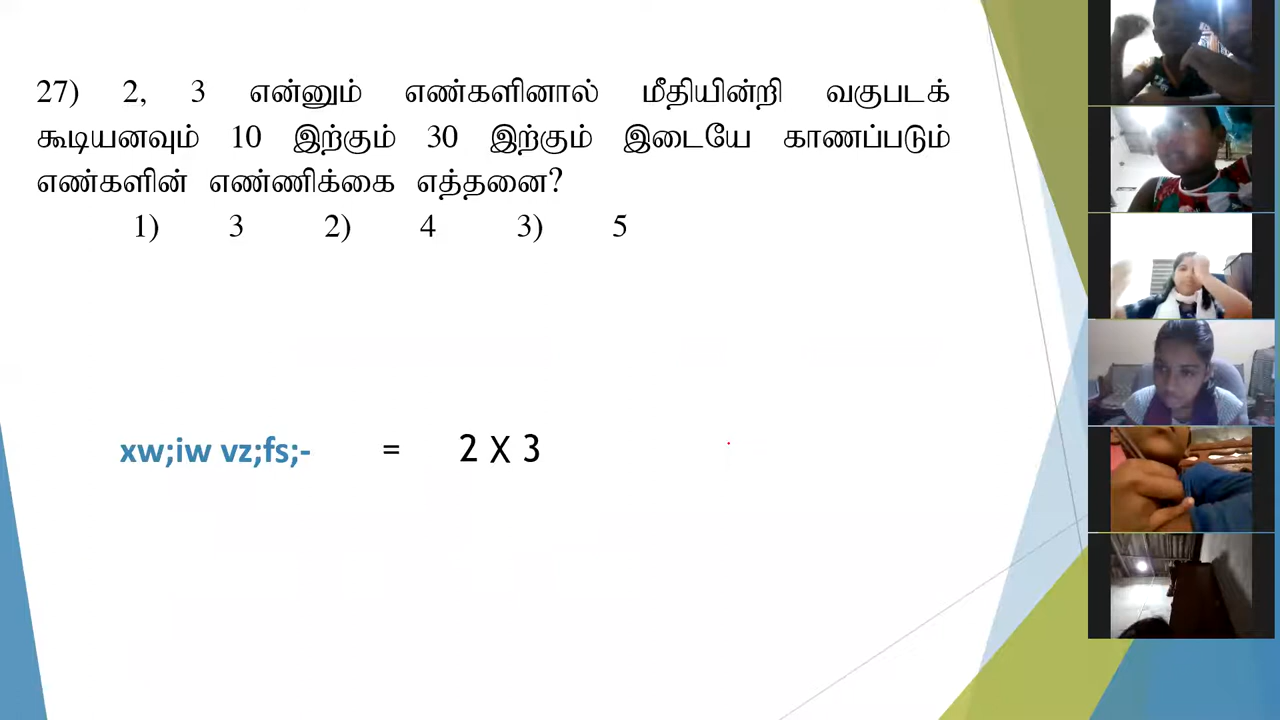 27) 2, 3 என்னும் எண்களினால் மீதியின்றி வகுபடக்
கூடியனவும் 10 இற்கும் 30 இற்கும் இடையே காணப்படும்
எண்களின் எண்ணிக்கை எத்தனை?
1) 3 2) 4 3) 5
xw;iw vz;fs;- = 2 X 3